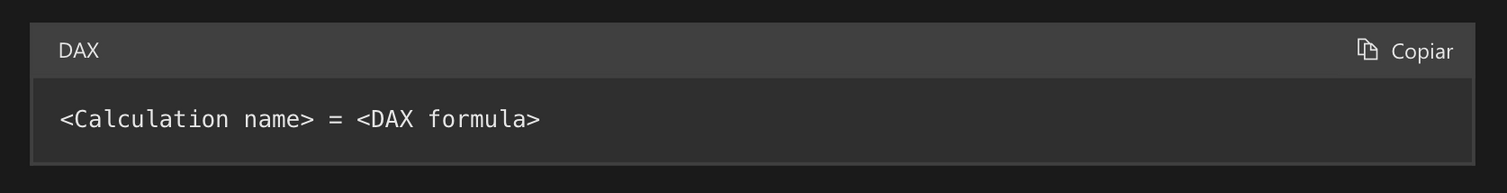 DAX
Copiar
<Calculation name> = <DAX formula>